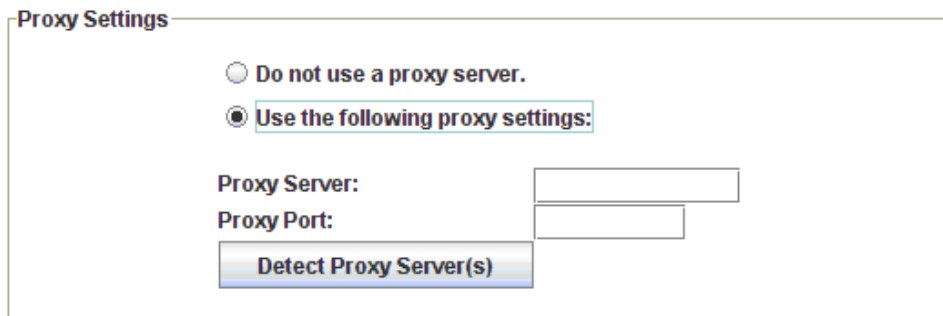 Proxy Settings
Do not use a proxy server.
Use the following proxy settings:
Proxy Server:
Proxy Port:
Detect Proxy Server(s)